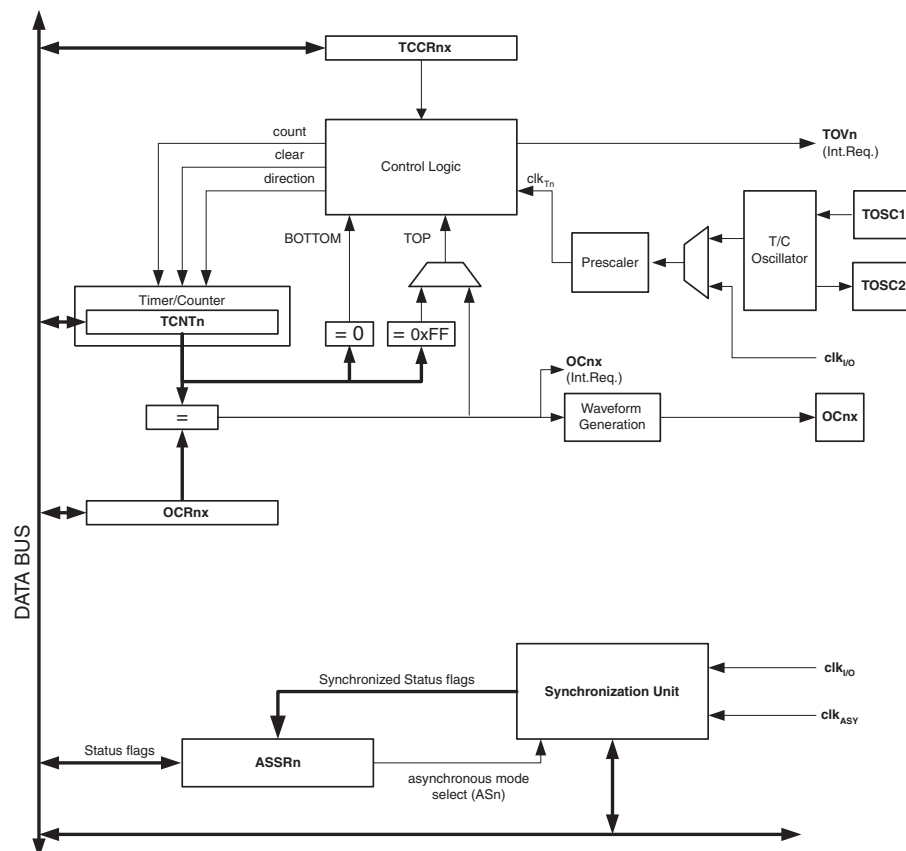 TCCRnx
count
clear
direction
Control Logic
TOVn
(Int.Req.)
clkTn
TOSC1
T/C
Oscillator
TOSC2
Prescaler
BOTTOM
TOP
Timer/Counter
TCNTn
= 0
= 0xFF
clkI/O
OCnx
(Int.Req.)
=
Waveform
Generation
OCnx
OCRnx
DATA BUS
Synchronized Status flags
Synchronization Unit
clkI/O
clkASY
Status flags
ASSRn
asynchronous mode
select (ASn)